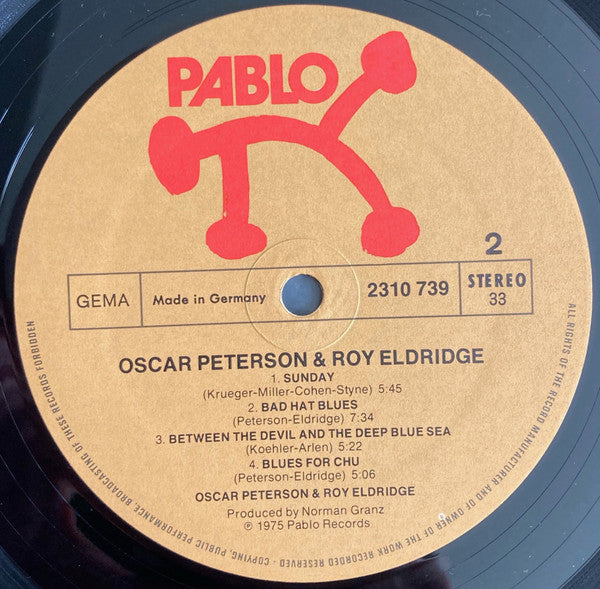 PABLO
2
GEMA
Made in Germany
2310 739
STEREO
33
OSCAR PETERSON & ROY ELDRIDGE
1. SUNDAY
(Krueger-Miller-Cohen-Styne) 5:45
2. BAD HAT BLUES
(Peterson-Eldridge) 7:34
3. BETWEEN THE DEVIL AND THE DEEP BLUE SEA
(Koehler-Arlen) 5:22
4. BLUES FOR CHU
(Peterson-Eldridge) 5:06
OSCAR PETERSON & ROY ELDRIDGE
Produced by Norman Granz
℗ 1975 Pablo Records
ALL RIGHTS OF THE RECORD MANUFACTURER AND OF OWNER OF THE WORK RECORDED RESERVED - COPYING, PUBLIC PERFORMANCE BROADCASTING OF THESE RECORDS FORBIDDEN